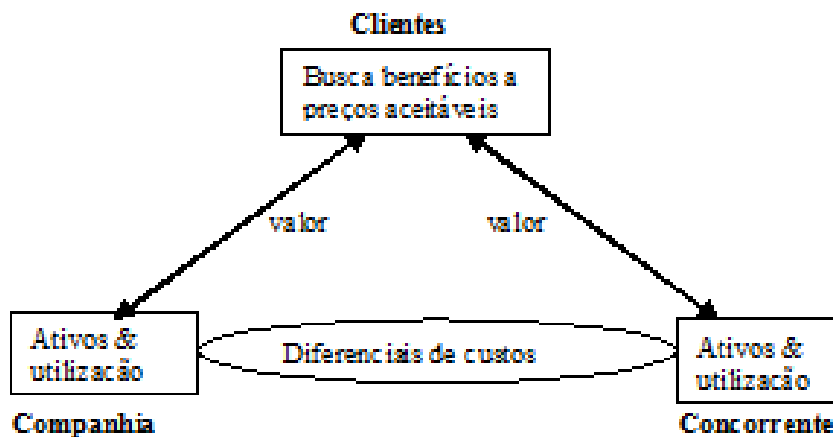 Clientes
Busca benefícios a
preços aceitáveis
valor
valor
Ativos &
utilização
Diferenciais de custos
Ativos &
utilização
Companhia
Concorrente